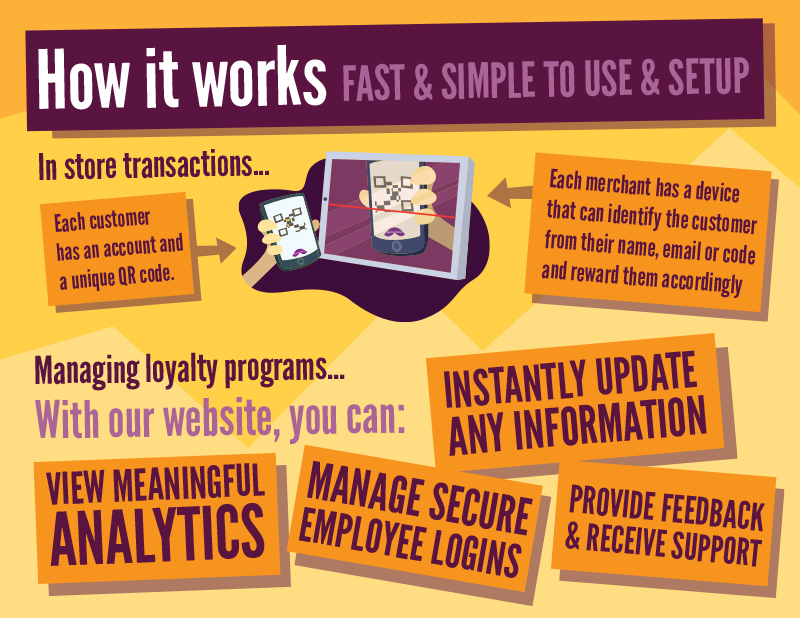 How it works FAST & SIMPLE TO USE & SETUP
In store transactions...
Each customer
has an account and
a unique QR code.
Each merchant has a device
that can identify the customer
from their name, email or code
and reward them accordingly
Managing loyalty programs...
With our website, you can:
INSTANTLY UPDATE
ANY INFORMATION
VIEW MEANINGFUL
ANALYTICS
MANAGE SECURE
EMPLOYEE LOGINS
PROVIDE FEEDBACK
& RECEIVE SUPPORT